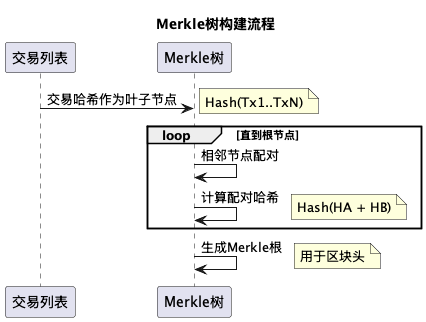 Merkle树构建流程
交易列表
Merkle树
交易哈希作为叶子节点
Hash(Tx1..TxN)
loop
[直到根节点]
相邻节点配对
计算配对哈希
Hash(HA + HB)
生成Merkle根
用于区块头
交易列表
Merkle树